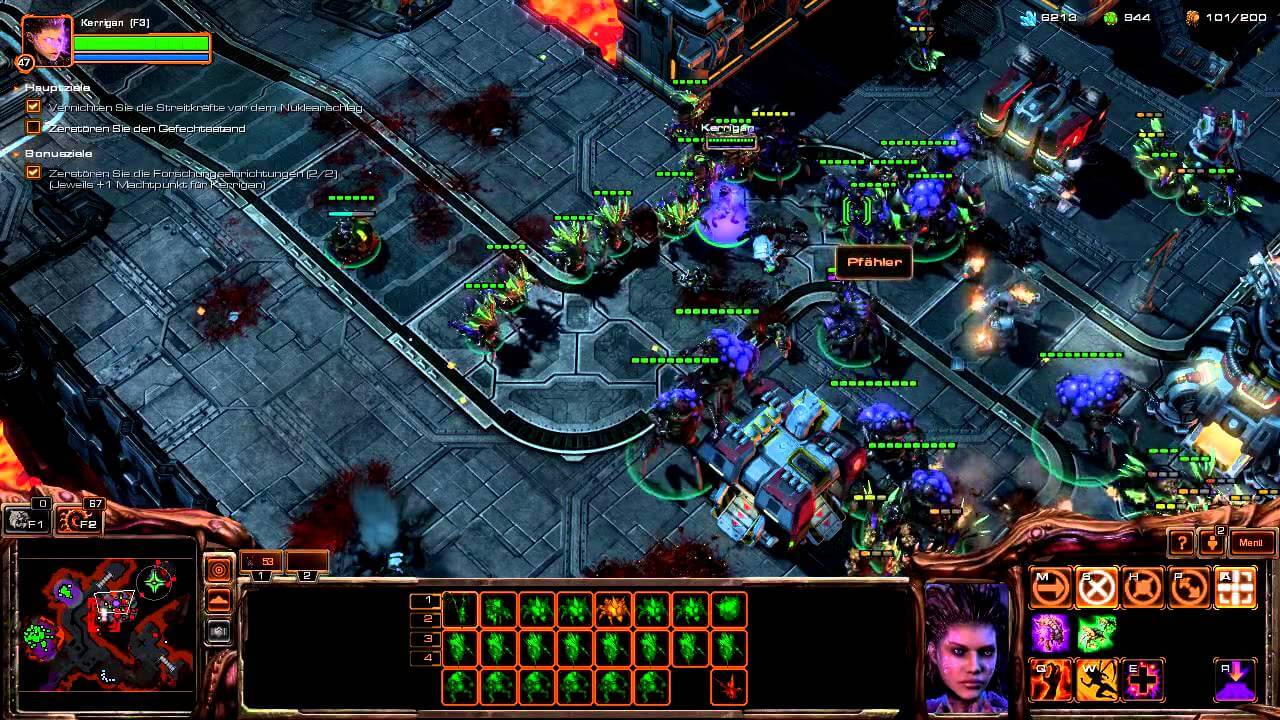 Kerrigan [F3]
6213 944 101/200
47
Hauptziele
Vernichten Sie die Streitkräfte vor dem Nuklearschlag
Zerstören Sie den Gefechtsstand
Bonusziele
Zerstören Sie die Forschungseinrichtungen (2/2)
(Jeweils +1 Machtpunkt für Kerrigan)
Kerrigan
Pfähler
0 67
F1 F2
53
1 2
1
2
3
4
? 2 Menü
M S H P A
Q W E R